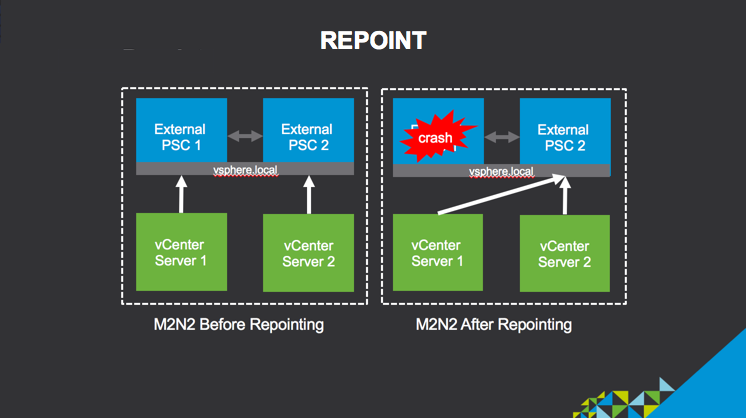 REPOINT
External
PSC 1
External
PSC 2
vsphere.local
vCenter
Server 1
vCenter
Server 2
M2N2 Before Repointing
crash
External
PSC 2
vsphere.local
vCenter
Server 1
vCenter
Server 2
M2N2 After Repointing